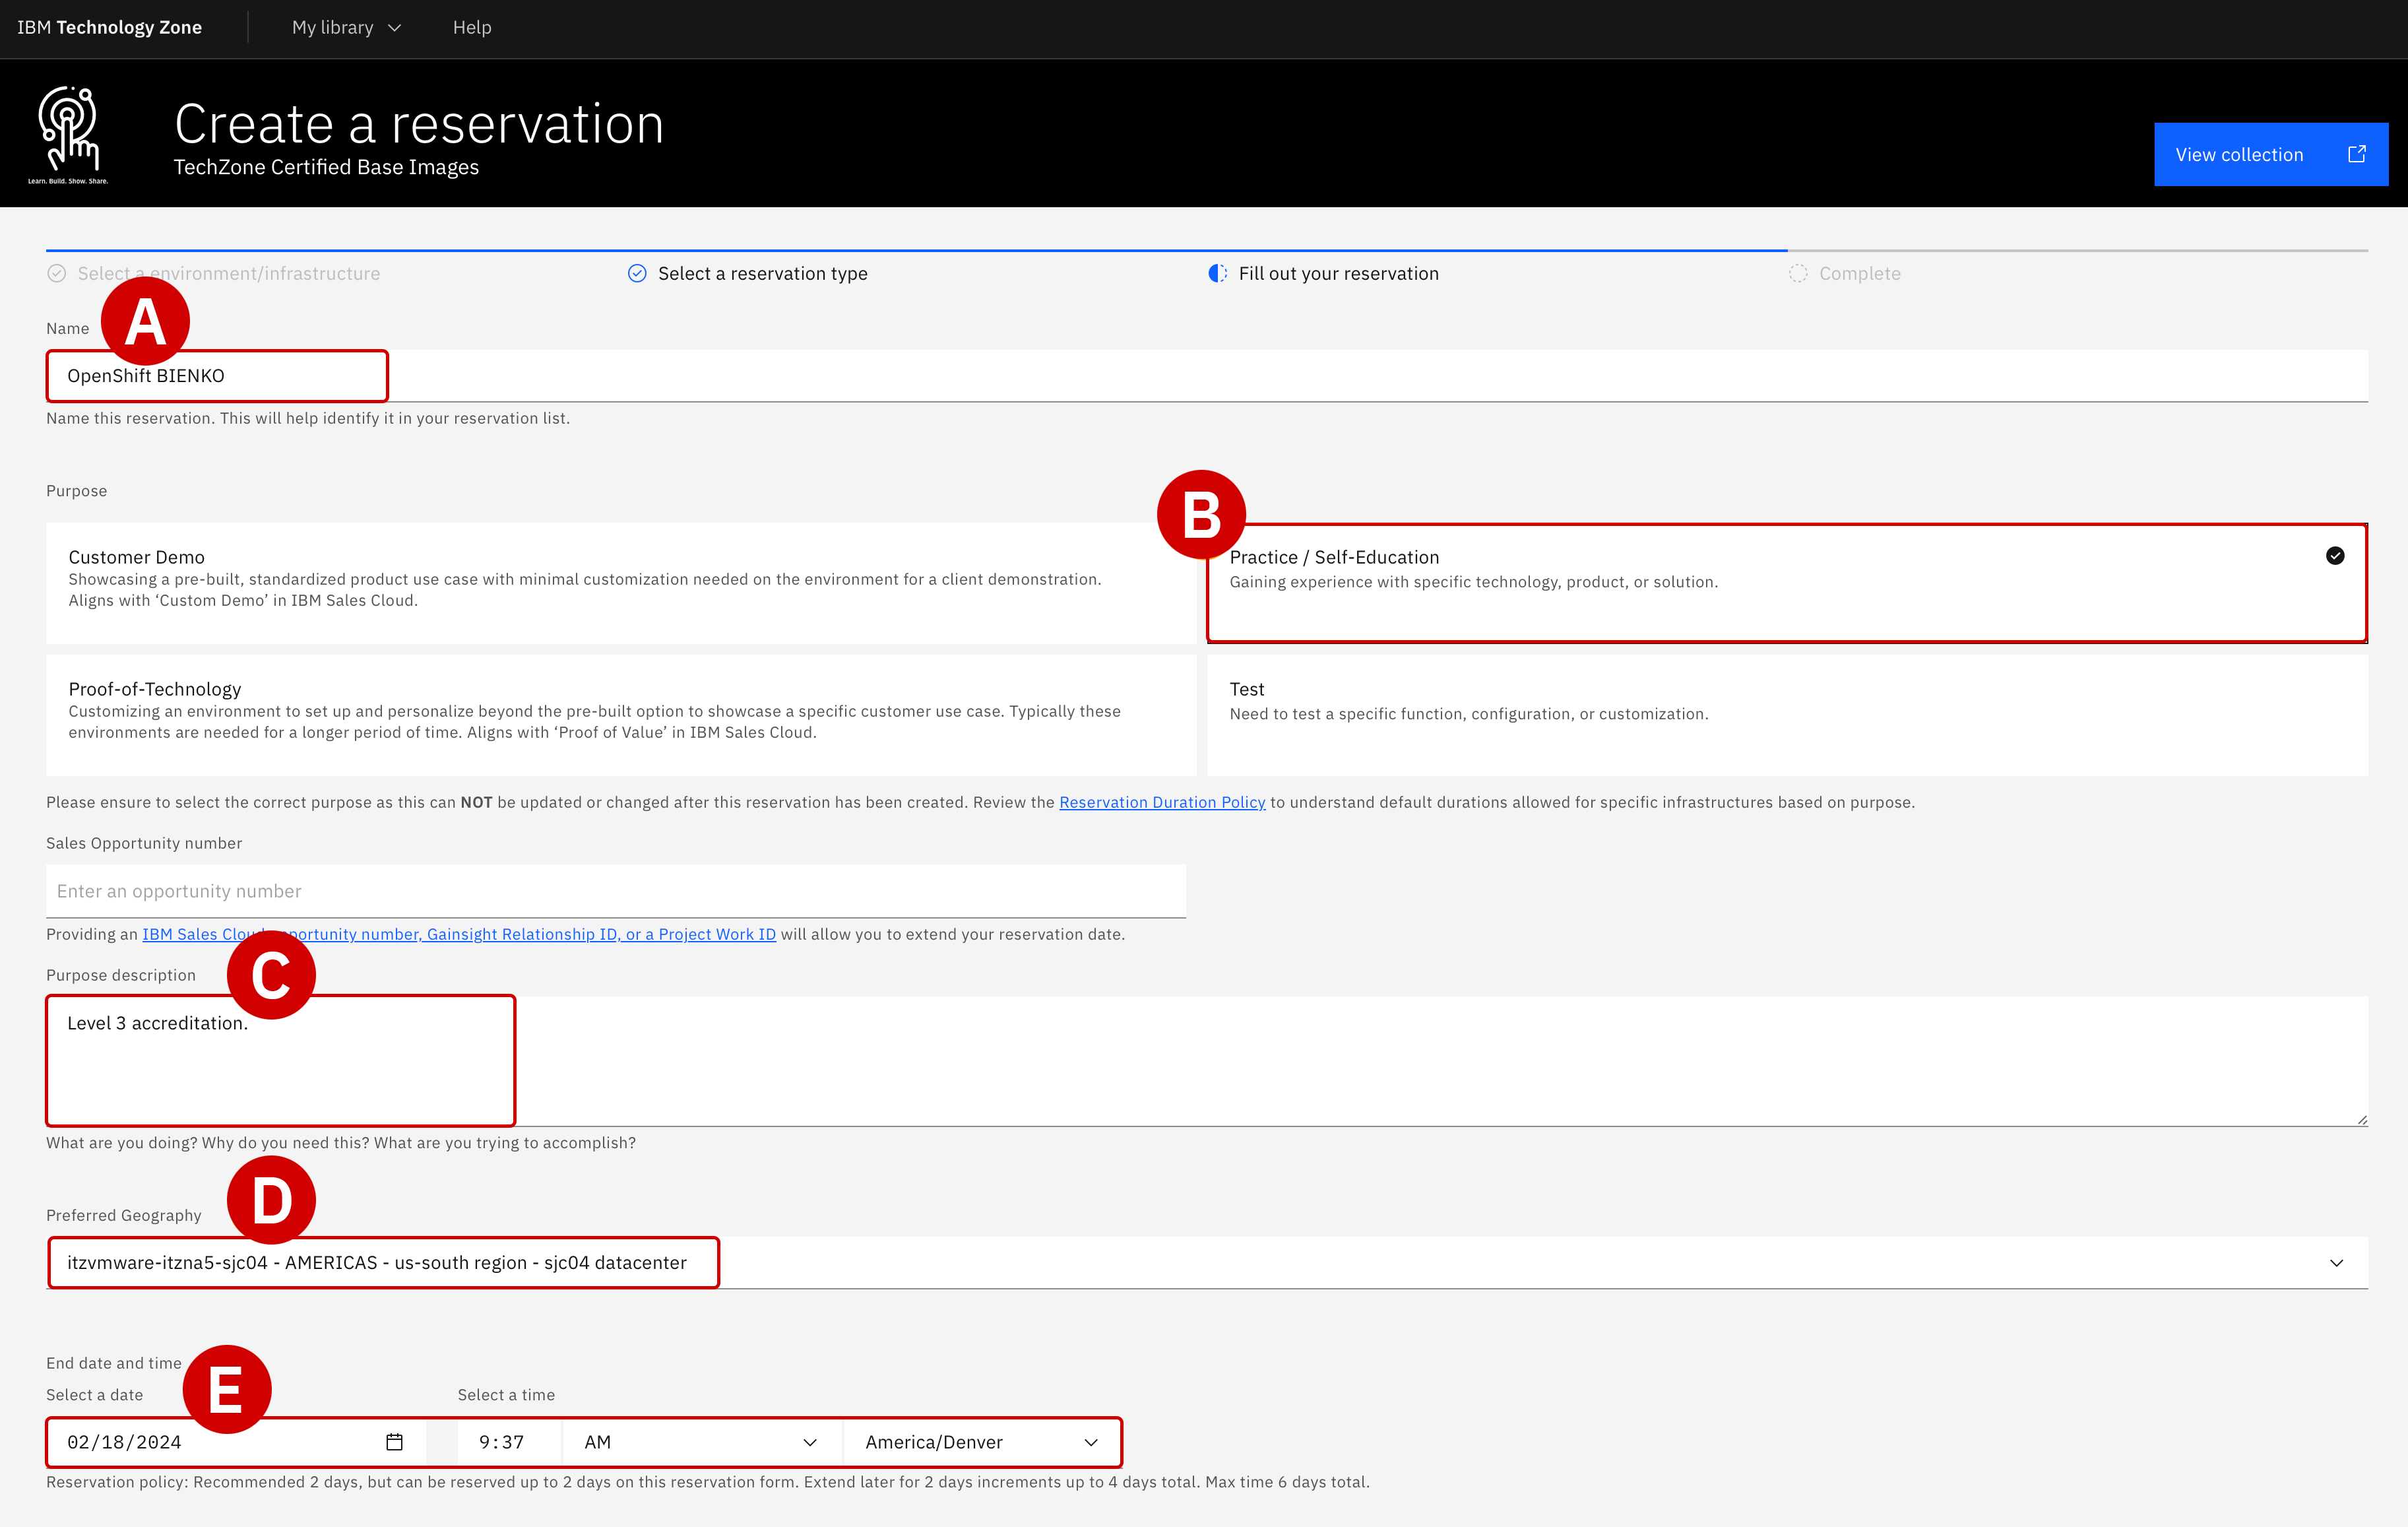 IBM Technology Zone
My library
Help
Learn. Build. Show. Share.
Create a reservation
TechZone Certified Base Images
View collection
Select a environment/infrastructure
Select a reservation type
Fill out your reservation
Complete
Name
A
OpenShift BIENKO
Name this reservation. This will help identify it in your reservation list.
Purpose
B
Customer Demo
Showcasing a pre-built, standardized product use case with minimal customization needed on the environment for a client demonstration.
Aligns with ‘Custom Demo’ in IBM Sales Cloud.
Practice / Self-Education
Gaining experience with specific technology, product, or solution.
Proof-of-Technology
Customizing an environment to set up and personalize beyond the pre-built option to showcase a specific customer use case. Typically these
environments are needed for a longer period of time. Aligns with ‘Proof of Value’ in IBM Sales Cloud.
Test
Need to test a specific function, configuration, or customization.
Please ensure to select the correct purpose as this can NOT be updated or changed after this reservation has been created. Review the Reservation Duration Policy to understand default durations allowed for specific infrastructures based on purpose.
Sales Opportunity number
Enter an opportunity number
Providing an IBM Sales Cloud opportunity number, Gainsight Relationship ID, or a Project Work ID will allow you to extend your reservation date.
Purpose description
C
Level 3 accreditation.
What are you doing? Why do you need this? What are you trying to accomplish?
D
Preferred Geography
itzvmware-itzna5-sjc04 - AMERICAS - us-south region - sjc04 datacenter
End date and time
E
Select a date
Select a time
02/18/2024
9:37
AM
America/Denver
Reservation policy: Recommended 2 days, but can be reserved up to 2 days on this reservation form. Extend later for 2 days increments up to 4 days total. Max time 6 days total.